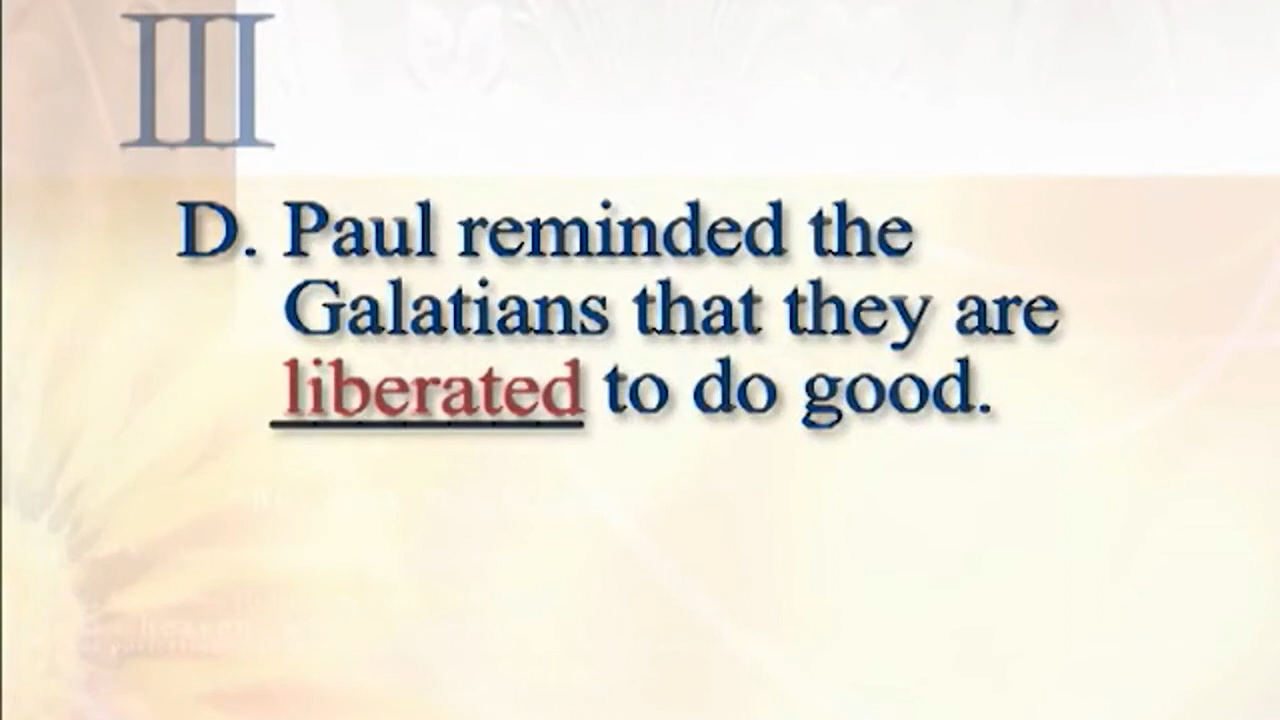 III
D. Paul reminded the
Galatians that they are
liberated to do good.